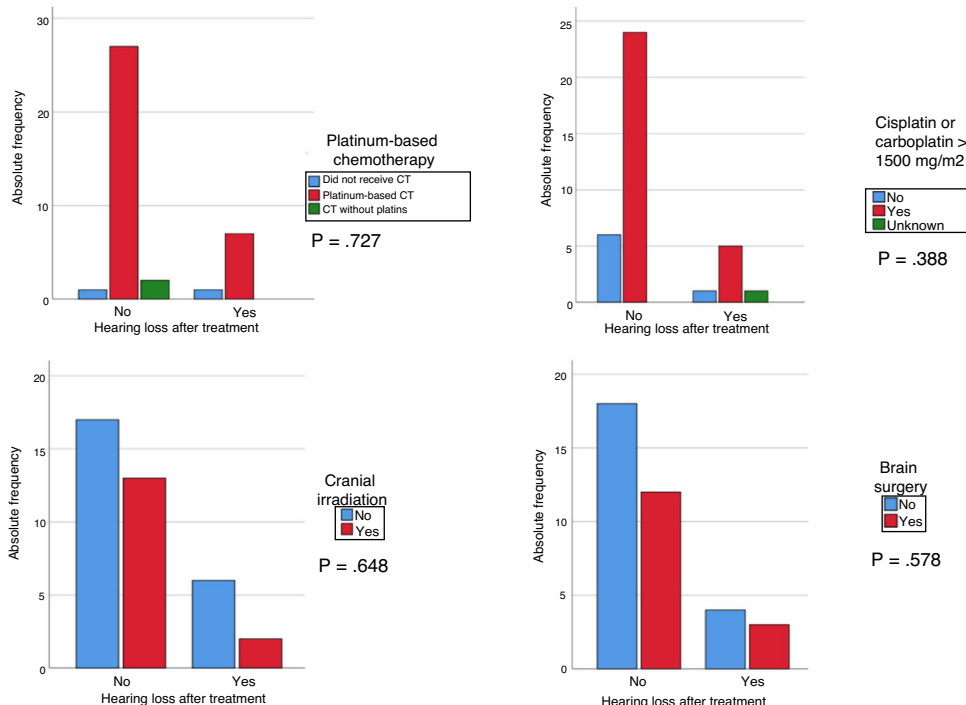 30
20
10
0
Absolute frequency
No
Yes
Hearing loss after treatment
Platinum-based
chemotherapy
Did not receive CT
Platinum-based CT
CT without platins
P = .727
25
20
15
10
5
0
Absolute frequency
No
Yes
Hearing loss after treatment
Cisplatin or
carboplatin >
1500 mg/m2
No
Yes
Unknown
P = .388
20
15
10
5
0
Absolute frequency
No
Yes
Hearing loss after treatment
Cranial
irradiation
No
Yes
P = .648
20
15
10
5
0
Absolute frequency
No
Yes
Hearing loss after treatment
Brain
surgery
No
Yes
P = .578